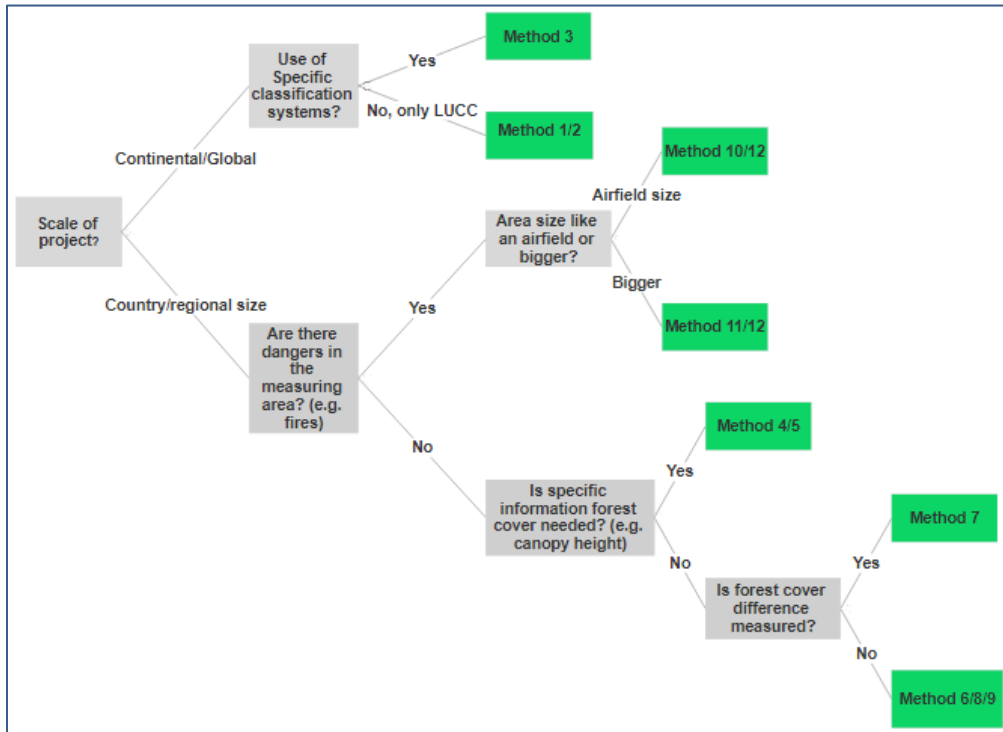 Method 3
Use of
Specific
classification
systems?
Yes
No, only LUCC
Method 1/2
Continental/Global
Method 10/12
Airfield size
Scale of
project?
Area size like
an airfield or
bigger?
Bigger
Country/regional size
Yes
Method 11/12
Are there
dangers in
the
measuring
area? (e.g.
fires)
No
Method 4/5
Yes
Is specific
information forest
cover needed? (e.g.
canopy height)
Method 7
No
Yes
Is forest cover
difference
measured?
No
Method 6/8/9